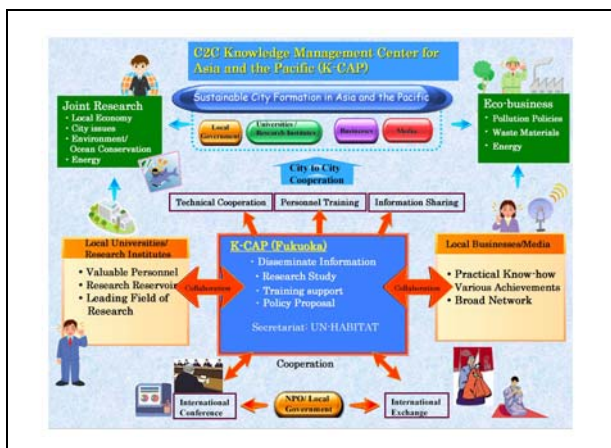 C2C Knowledge Management Center for
Asia and the Pacific (K-CAP)
Sustainable City Formation in Asia and the Pacific
Local
Government
Universities /
Research Institutes
Businesses
Media
Joint Research
・Local Economy
・City issues
・Environment/
Ocean Conservation
・Energy
Eco-business
・Pollution Policies
・Waste Materials
・Energy
City to City
Cooperation
Technical Cooperation
Personnel Training
Information Sharing
Local Universities/
Research Institutes
• Valuable Personnel
• Research Reservoir
• Leading Field of
Research
Collaboration
K-CAP (Fukuoka)
・Disseminate Information
・Research Study
・Training support
・Policy Proposal
Secretariat: UN-HABITAT
Collaboration
Local Businesses/Media
• Practical Know-how
• Various Achievements
• Broad Network
Cooperation
International
Conference
NPO/ Local
Government
International
Exchange